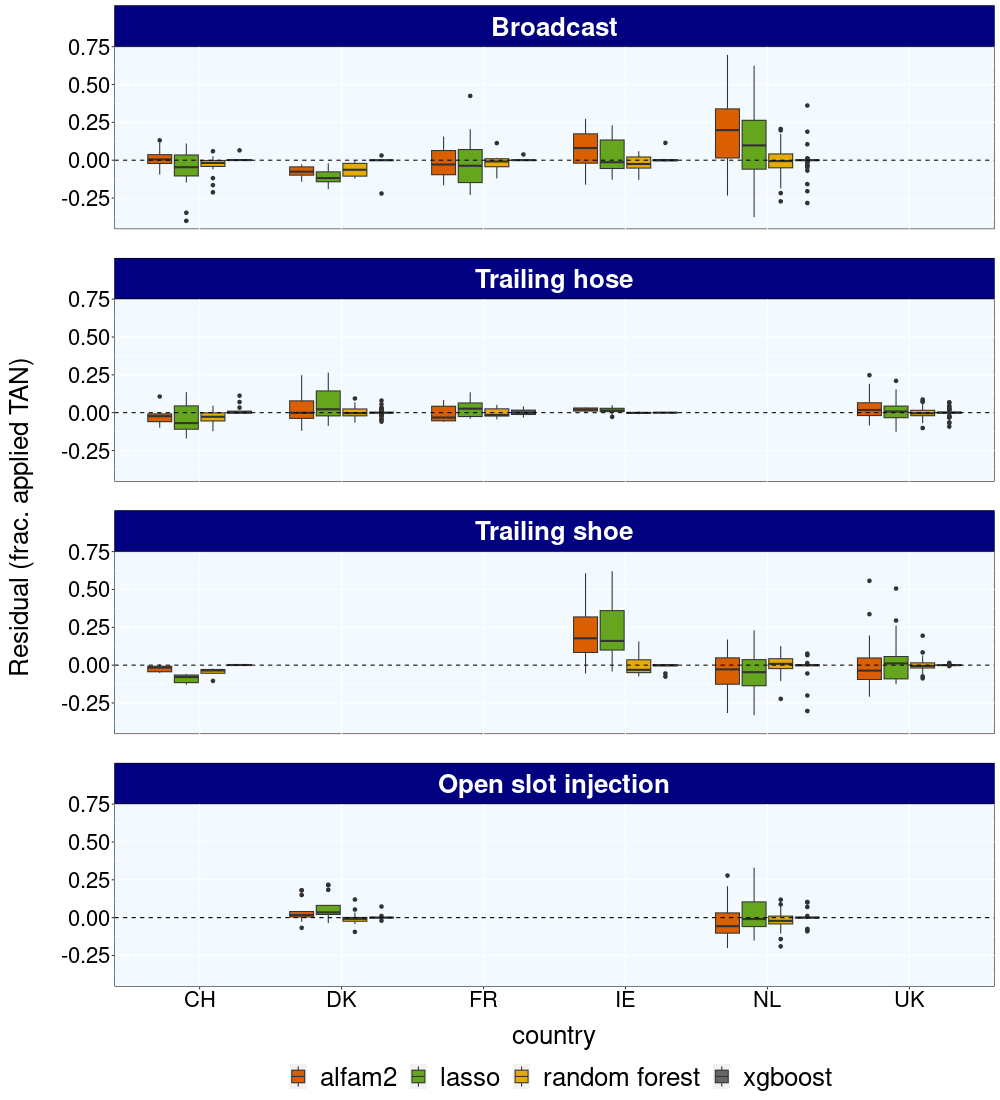 Broadcast
0.75
0.50
0.25
0.00
-0.25
Trailing hose
0.75
0.50
0.25
0.00
-0.25
Trailing shoe
0.75
0.50
0.25
0.00
-0.25
Open slot injection
0.75
0.50
0.25
0.00
-0.25
Residual (frac. applied TAN)
CH DK FR IE NL UK
country
alfam2 lasso random forest xgboost